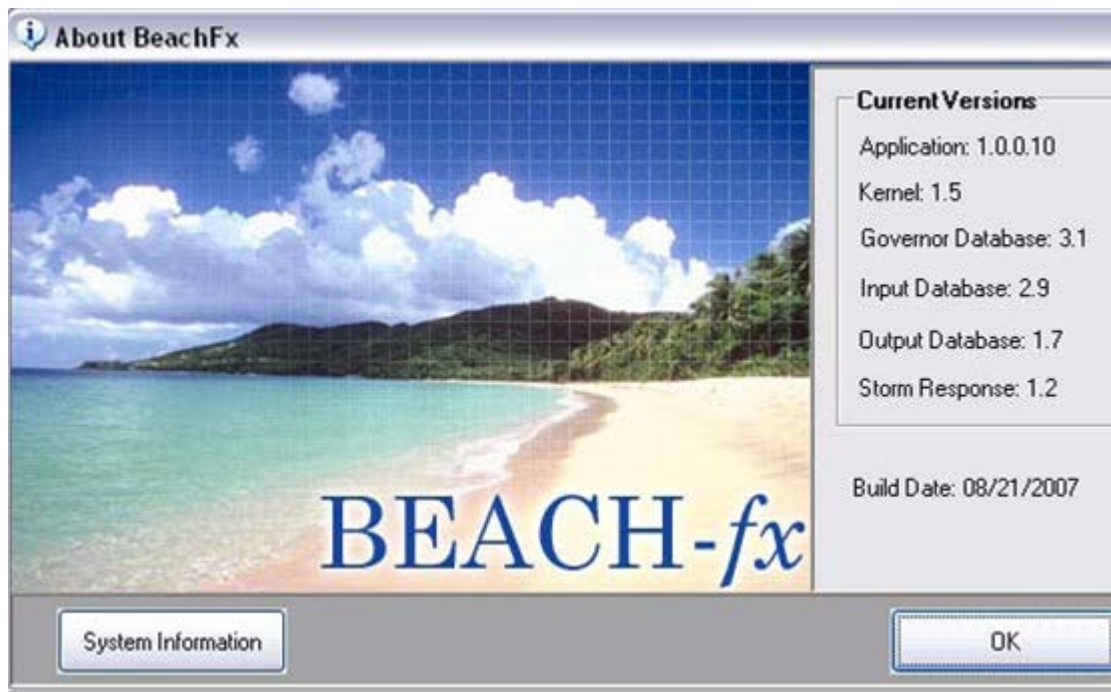 About BeachFx
Current Versions
Application: 1.0.0.10
Kernel: 1.5
Governor Database: 3.1
Input Database: 2.9
Output Database: 1.7
Storm Response: 1.2
Build Date: 08/21/2007
BEACH-fx
System Information
OK